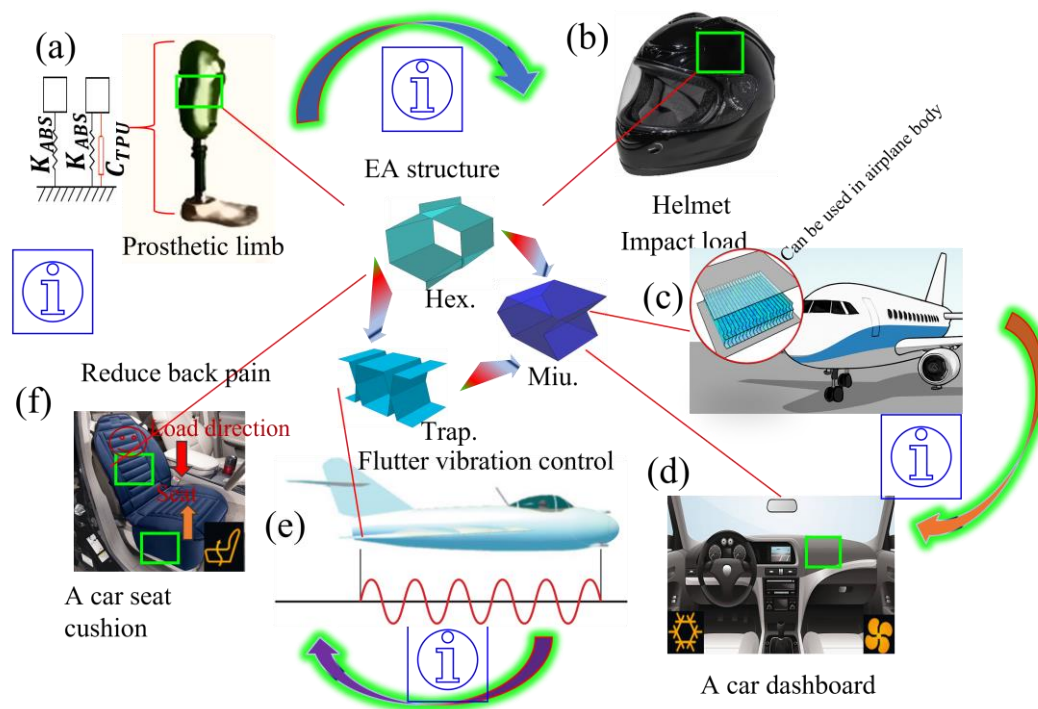 (a)
K_ABS
K_ABS
C_TPU
Prosthetic limb
EA structure
(b)
Helmet
Impact load
Can be used in airplane body
(c)
Hex.
Miu.
Trap.
Flutter vibration control
Reduce back pain
(f)
Load direction
Seat
A car seat
cushion
(e)
(d)
A car dashboard